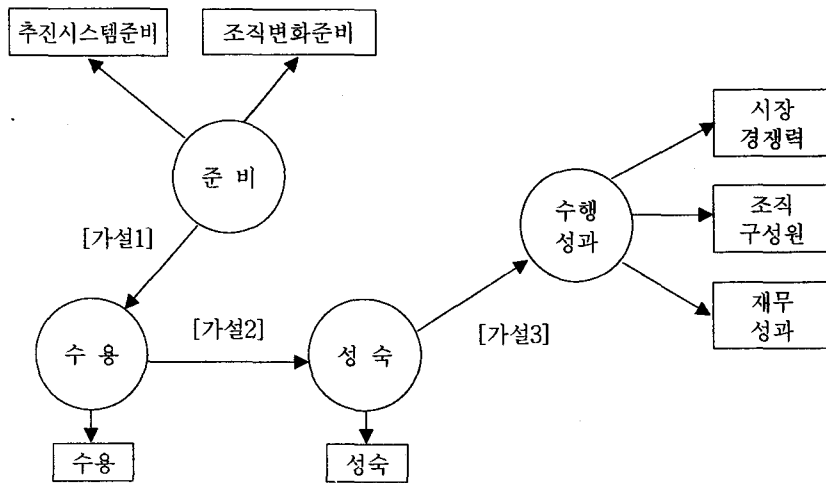 추진시스템준비
조직변화준비
시장
경쟁력
준 비
수행
성과
조직
구성원
[가설1]
재무
성과
[가설2]
[가설3]
수 용
성 숙
수용
성숙